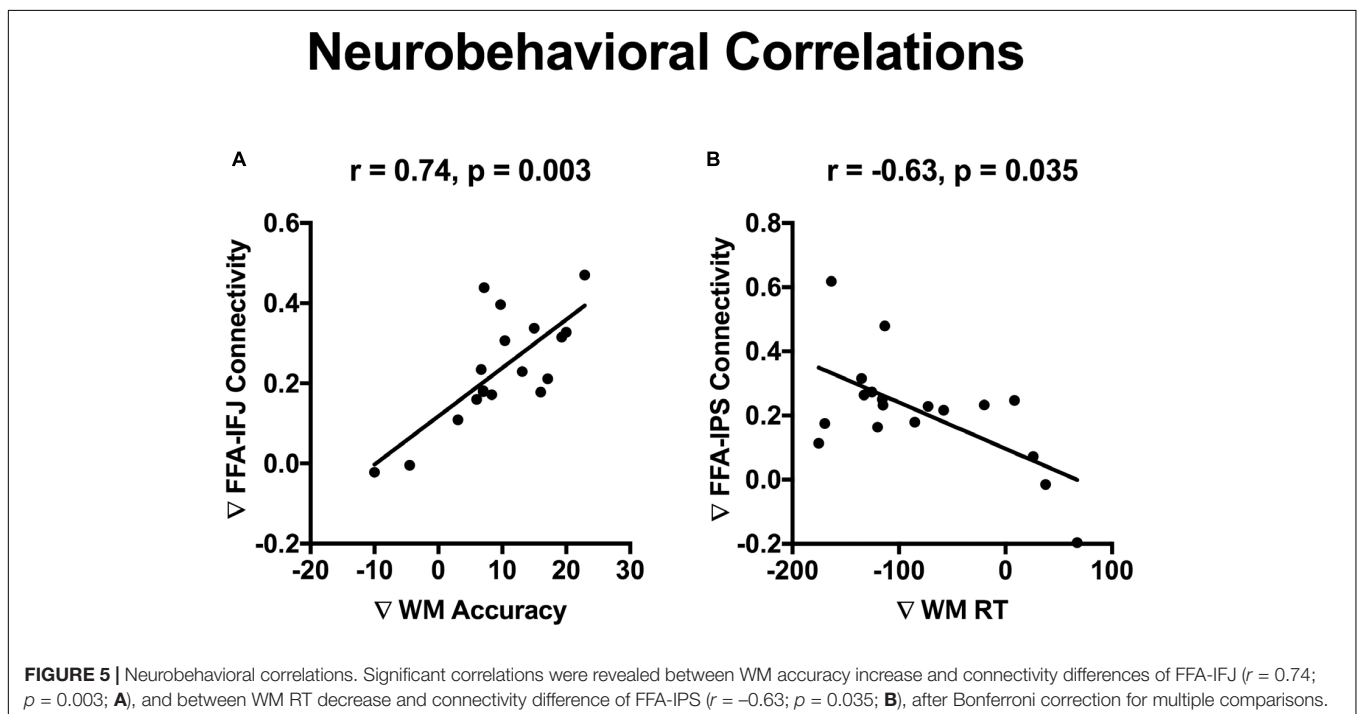 Neurobehavioral Correlations
A
r = 0.74, p = 0.003
∇ FFA-IFJ Connectivity
0.6
0.4
0.2
0.0
-0.2
-20 -10 0 10 20 30
∇ WM Accuracy
B
r = -0.63, p = 0.035
∇ FFA-IPS Connectivity
0.8
0.6
0.4
0.2
0.0
-0.2
-200 -100 0 100
∇ WM RT
FIGURE 5 | Neurobehavioral correlations. Significant correlations were revealed between WM accuracy increase and connectivity differences of FFA-IFJ (r = 0.74;
p = 0.003; A), and between WM RT decrease and connectivity difference of FFA-IPS (r = –0.63; p = 0.035; B), after Bonferroni correction for multiple comparisons.